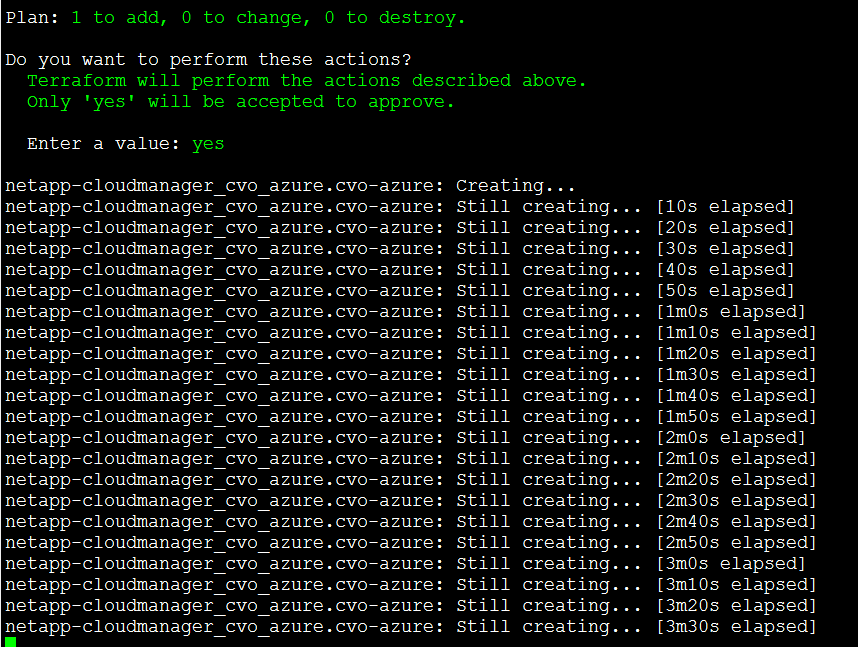 Plan: 1 to add, 0 to change, 0 to destroy.
Do you want to perform these actions?
Terraform will perform the actions described above.
Only 'yes' will be accepted to approve.
Enter a value: yes
netapp-cloudmanager_cvo_azure.cvo-azure: Creating...
netapp-cloudmanager_cvo_azure.cvo-azure: Still creating... [10s elapsed]
netapp-cloudmanager_cvo_azure.cvo-azure: Still creating... [20s elapsed]
netapp-cloudmanager_cvo_azure.cvo-azure: Still creating... [30s elapsed]
netapp-cloudmanager_cvo_azure.cvo-azure: Still creating... [40s elapsed]
netapp-cloudmanager_cvo_azure.cvo-azure: Still creating... [50s elapsed]
netapp-cloudmanager_cvo_azure.cvo-azure: Still creating... [1m0s elapsed]
netapp-cloudmanager_cvo_azure.cvo-azure: Still creating... [1m10s elapsed]
netapp-cloudmanager_cvo_azure.cvo-azure: Still creating... [1m20s elapsed]
netapp-cloudmanager_cvo_azure.cvo-azure: Still creating... [1m30s elapsed]
netapp-cloudmanager_cvo_azure.cvo-azure: Still creating... [1m40s elapsed]
netapp-cloudmanager_cvo_azure.cvo-azure: Still creating... [1m50s elapsed]
netapp-cloudmanager_cvo_azure.cvo-azure: Still creating... [2m0s elapsed]
netapp-cloudmanager_cvo_azure.cvo-azure: Still creating... [2m10s elapsed]
netapp-cloudmanager_cvo_azure.cvo-azure: Still creating... [2m20s elapsed]
netapp-cloudmanager_cvo_azure.cvo-azure: Still creating... [2m30s elapsed]
netapp-cloudmanager_cvo_azure.cvo-azure: Still creating... [2m40s elapsed]
netapp-cloudmanager_cvo_azure.cvo-azure: Still creating... [2m50s elapsed]
netapp-cloudmanager_cvo_azure.cvo-azure: Still creating... [3m0s elapsed]
netapp-cloudmanager_cvo_azure.cvo-azure: Still creating... [3m10s elapsed]
netapp-cloudmanager_cvo_azure.cvo-azure: Still creating... [3m20s elapsed]
netapp-cloudmanager_cvo_azure.cvo-azure: Still creating... [3m30s elapsed]